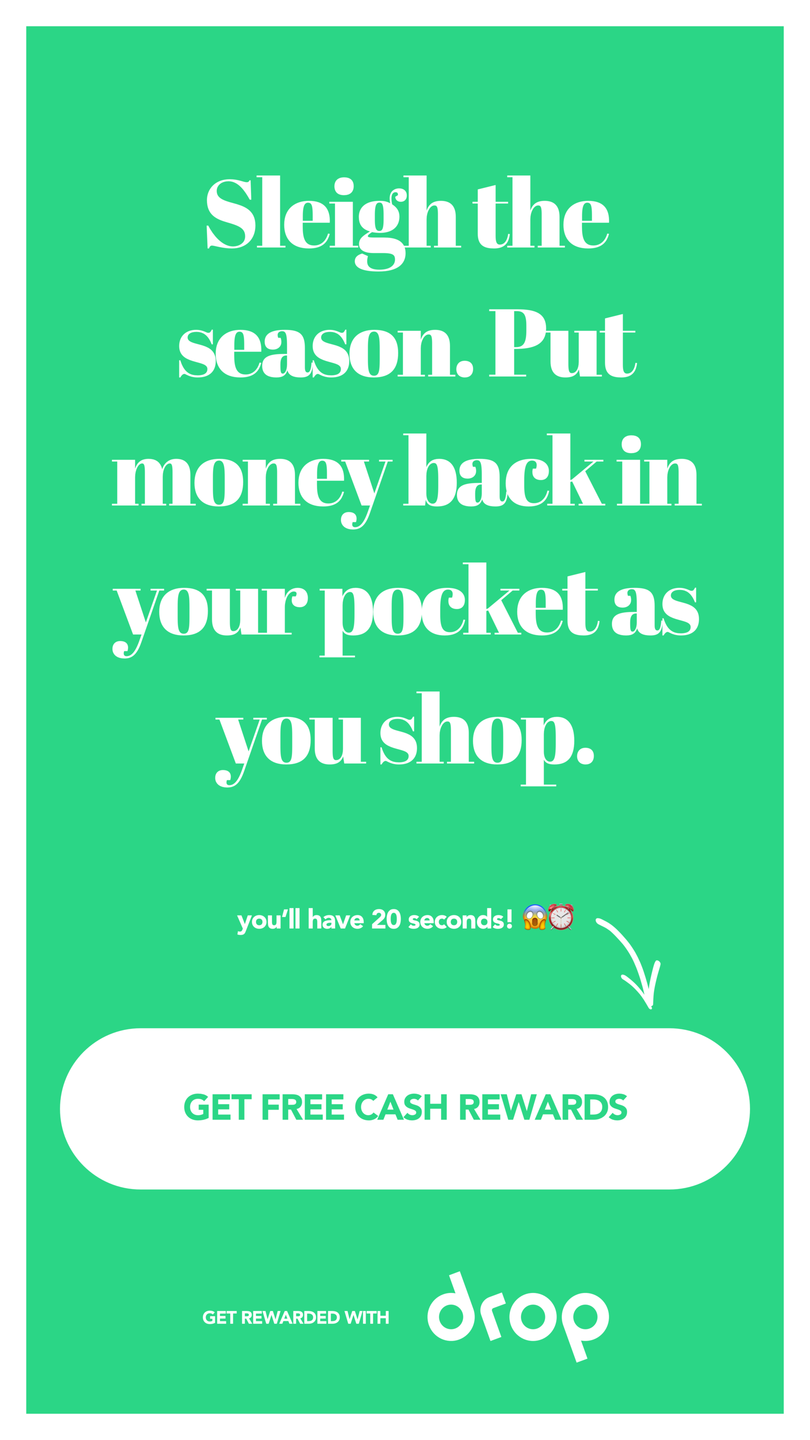 Sleigh the
season. Put
money back in
your pocket as
you shop.
you’ll have 20 seconds! 😱⏰
GET FREE CASH REWARDS
GET REWARDED WITH drop